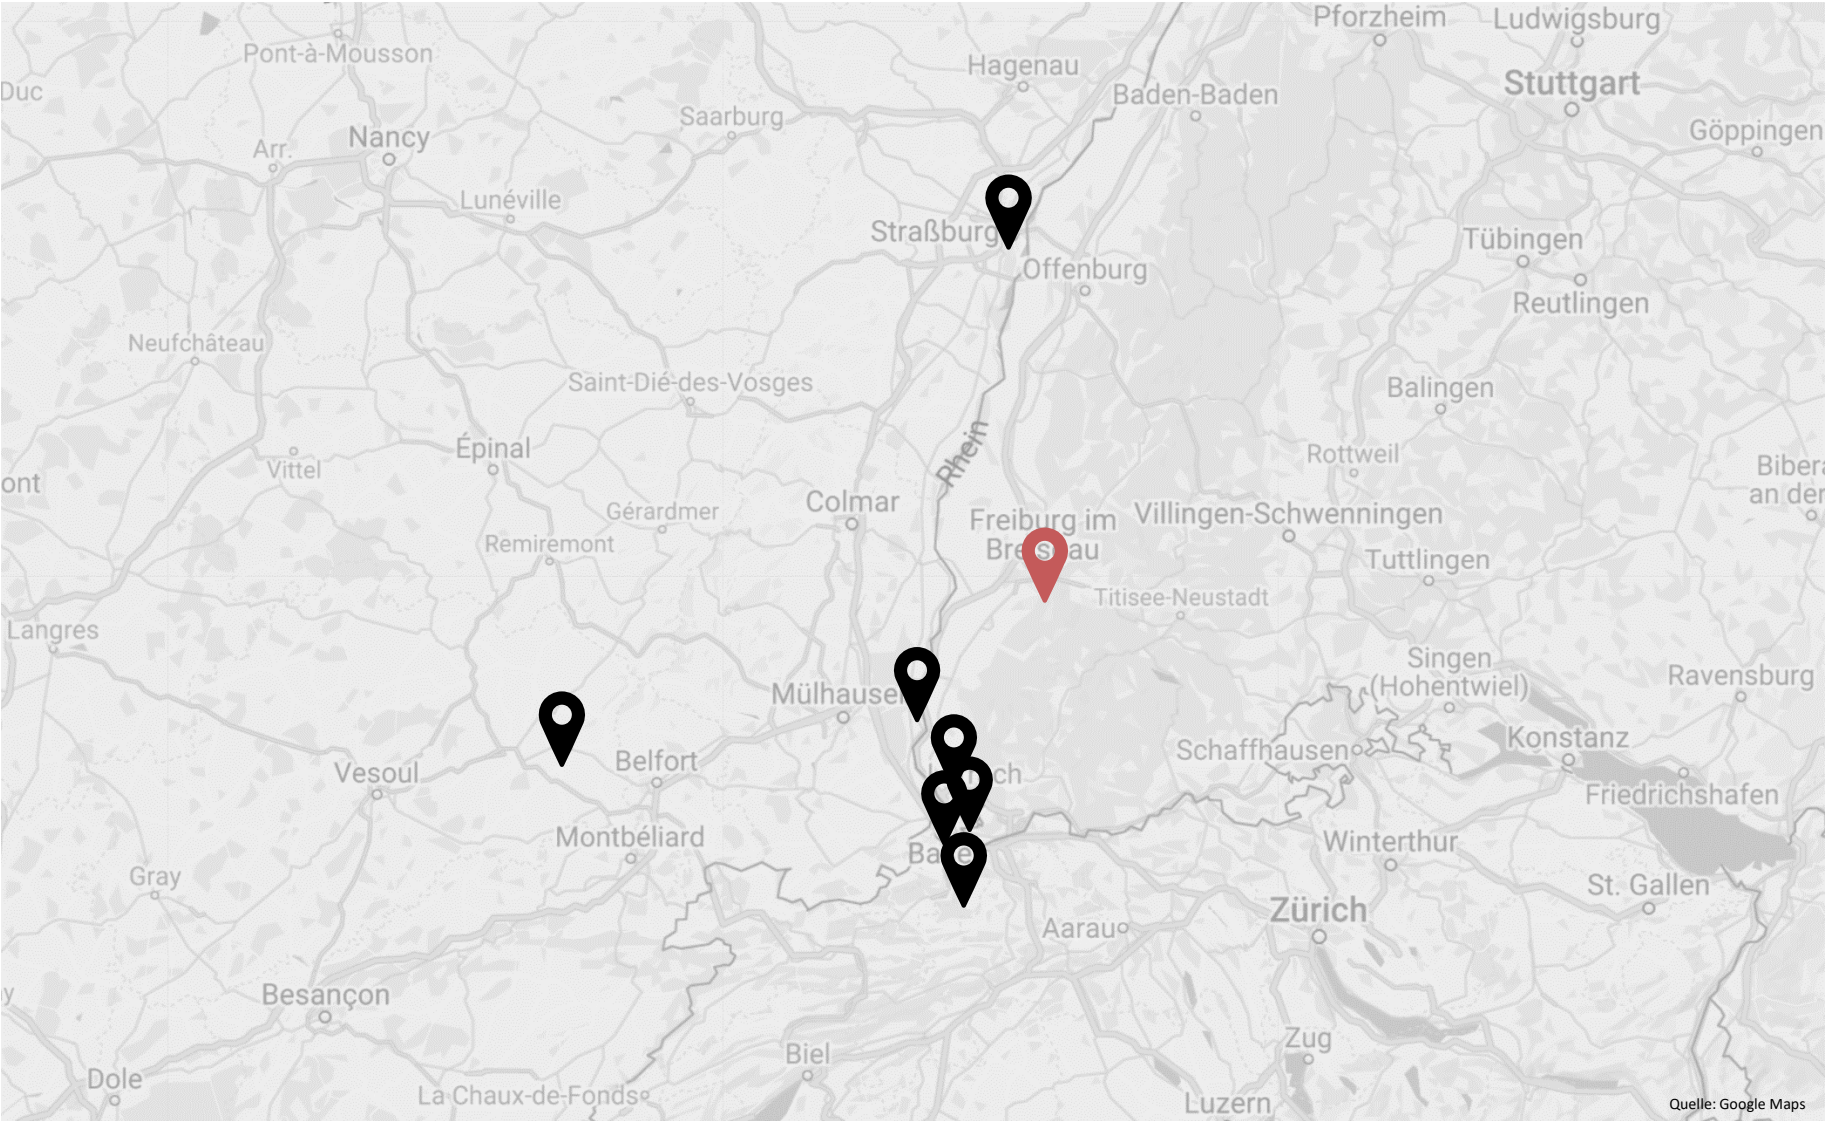 Pforzheim
Ludwigsburg
Pont-à-Mousson
Hagenau
Stuttgart
Duc
Baden-Baden
Saarburg
Göppingen
Nancy
Arr.
Lunéville
Straßburg
Tübingen
Offenburg
Reutlingen
Neufchâteau
Saint-Dié-des-Vosges
Balingen
Rhein
Épinal
Rottweil
Vittel
Bibera
an der
ont
Colmar
Gérardmer
Freiburg im
Villingen-Schwenningen
Remiremont
Tuttlingen
Titisee-Neustadt
Langres
Singen
(Hohentwiel)
Ravensburg
Mülhausen
Konstanz
Schaffhausen
Belfort
Vesoul
Friedrichshafen
Montbéliard
Winterthur
Gray
St. Gallen
Zürich
Aarau
Besançon
Zug
Biel
Dole
La Chaux-de-Fonds
Luzern
Quelle: Google Maps